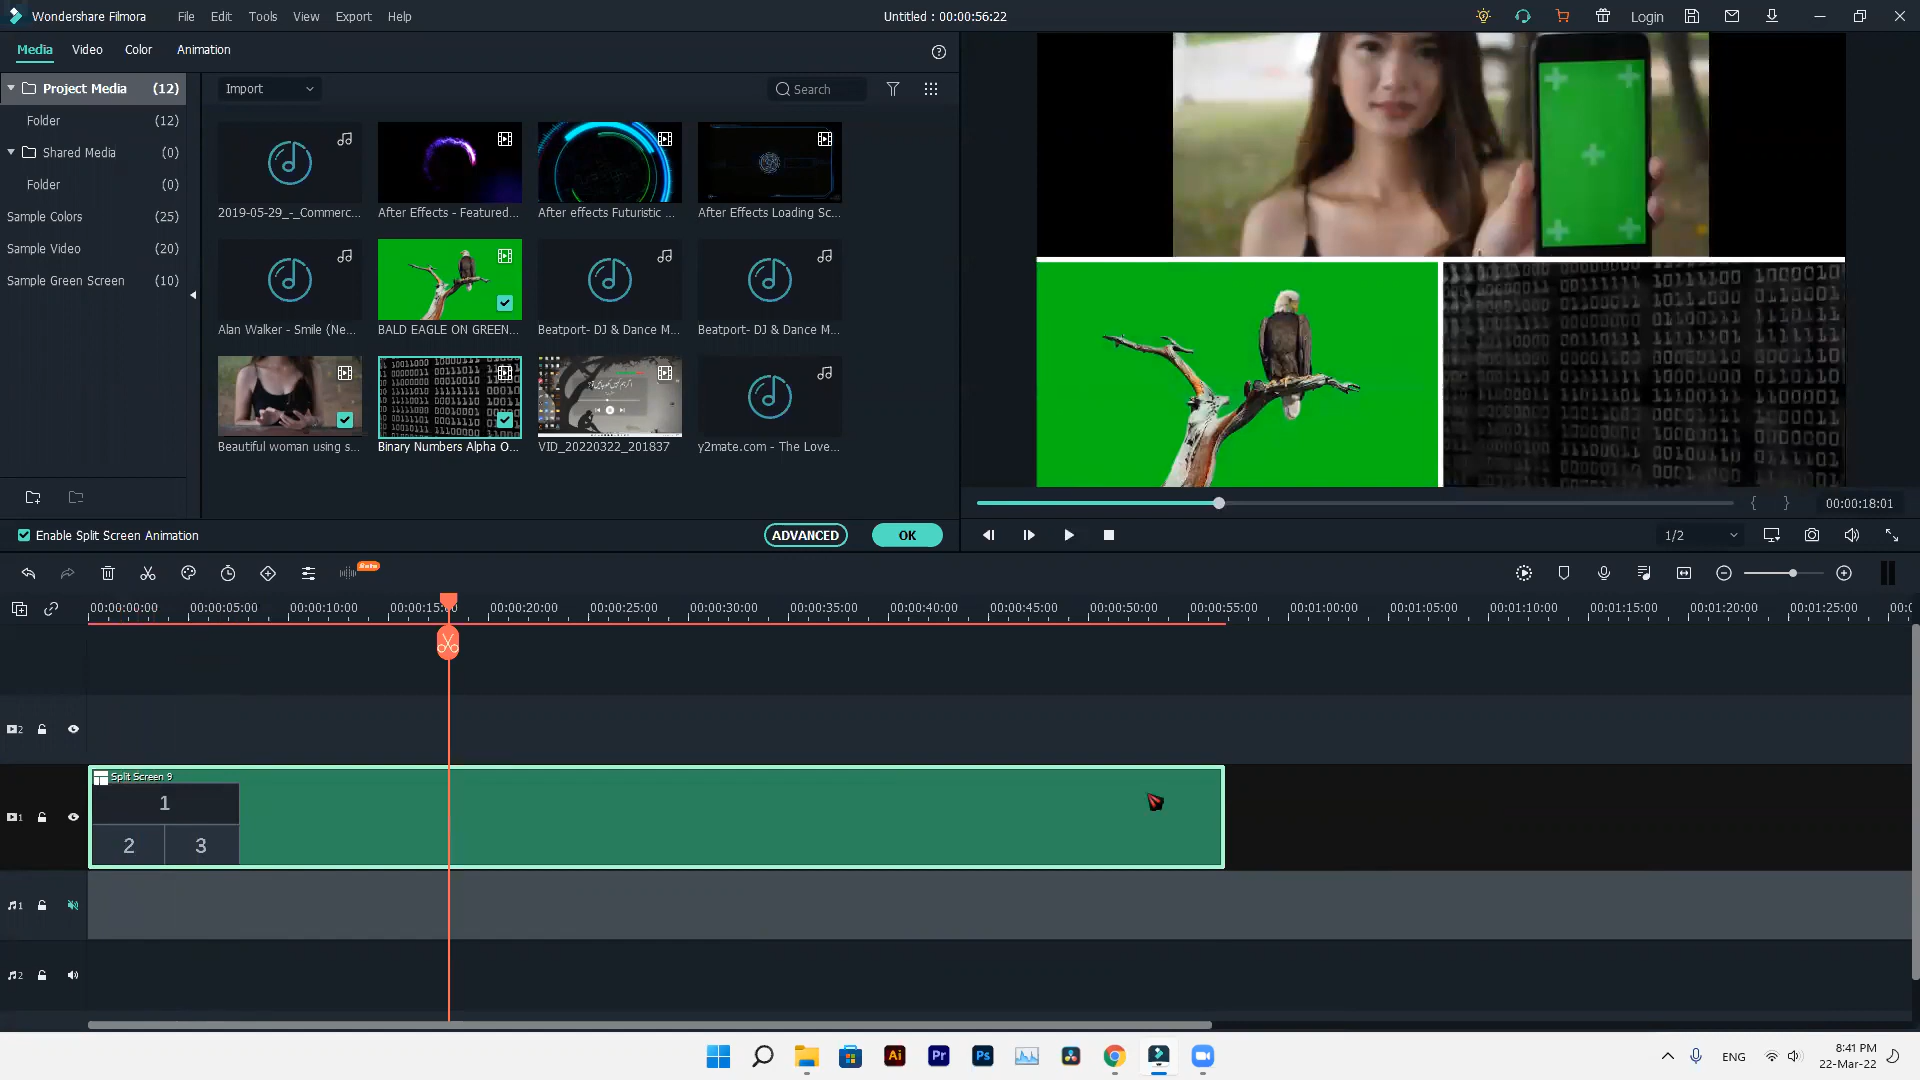 Wondershare Filmora File Edit Tools View Export Help Untitled : 00:00:56:22 Login
Media Video Color Animation
Project Media (12)
Folder (12)
Shared Media (0)
Folder (0)
Sample Colors (25)
Sample Video (20)
Sample Green Screen (10)
Import Search
2019-05-29_-_Commerc... After Effects - Featured... After effects Futuristic ... After Effects Loading Sc...
Alan Walker - Smile (Ne... BALD EAGLE ON GREEN... Beatport- DJ & Dance M... Beatport- DJ & Dance M...
Beautiful woman using s... Binary Numbers Alpha O... VID_20220322_201837 y2mate.com - The Love...
00:00:18:01
Enable Split Screen Animation ADVANCED OK 1/2
00:00:00:00 00:00:05:00 00:00:10:00 00:00:15:00 00:00:20:00 00:00:25:00 00:00:30:00 00:00:35:00 00:00:40:00 00:00:45:00 00:00:50:00 00:00:55:00 00:01:00:00 00:01:05:00 00:01:10:00 00:01:15:00 00:01:20:00 00:01:25:00
2
Split Screen 9
1
1
2 3
1
2
Ai Pr Ps ENG 8:41 PM
22-Mar-22